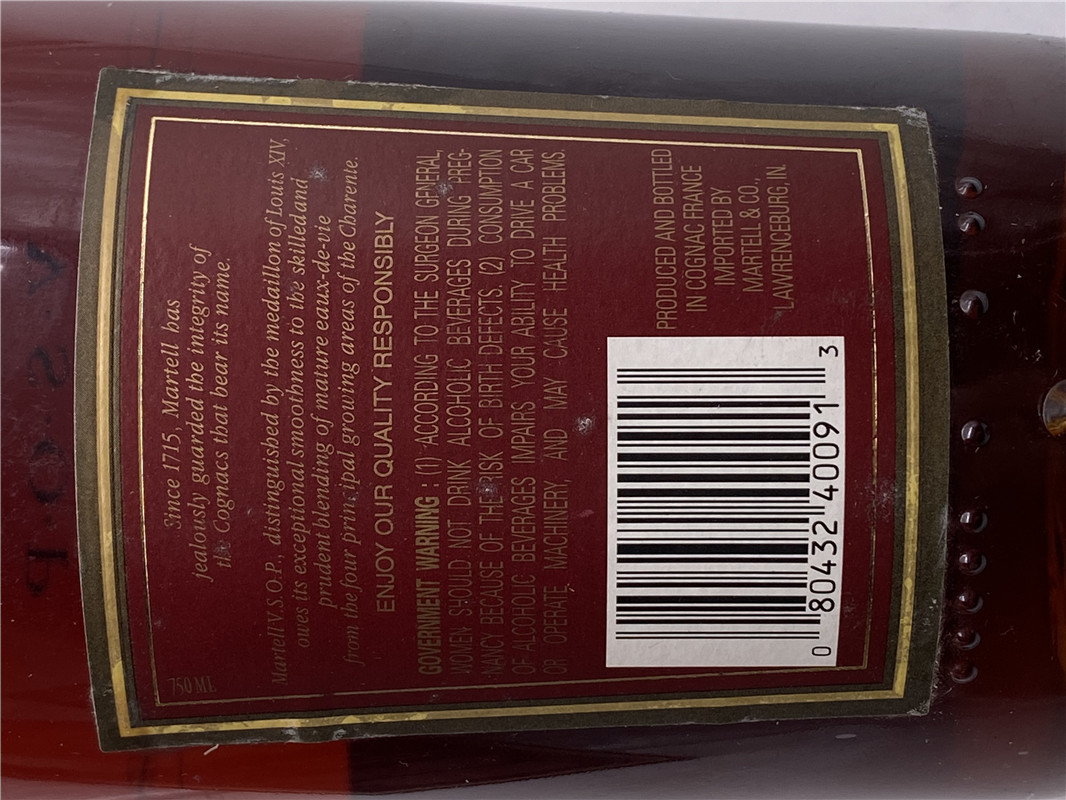 Since 1715, Martell has
jealously guarded the integrity of
the Cognacs that bear its name.
Martell V.S.O.P., distinguished by the medaillon of Louis XIV,
owes its exceptional smoothness to the skilled and
prudent blending of mature eaux-de-vie
from the four principal growing areas of the Charente.
ENJOY OUR QUALITY RESPONSIBLY
GOVERNMENT WARNING : (1) ACCORDING TO THE SURGEON GENERAL,
WOMEN SHOULD NOT DRINK ALCOHOLIC BEVERAGES DURING PREG-
NANCY BECAUSE OF THE RISK OF BIRTH DEFECTS. (2) CONSUMPTION
OF ALCOHOLIC BEVERAGES IMPAIRS YOUR ABILITY TO DRIVE A CAR
OR OPERATE MACHINERY, AND MAY CAUSE HEALTH PROBLEMS.
PRODUCED AND BOTTLED
IN COGNAC FRANCE
IMPORTED BY
MARTELL & CO,
LAWRENCEBURG, IN.
0 80432 40091 3
750 ML
V.S.O.P